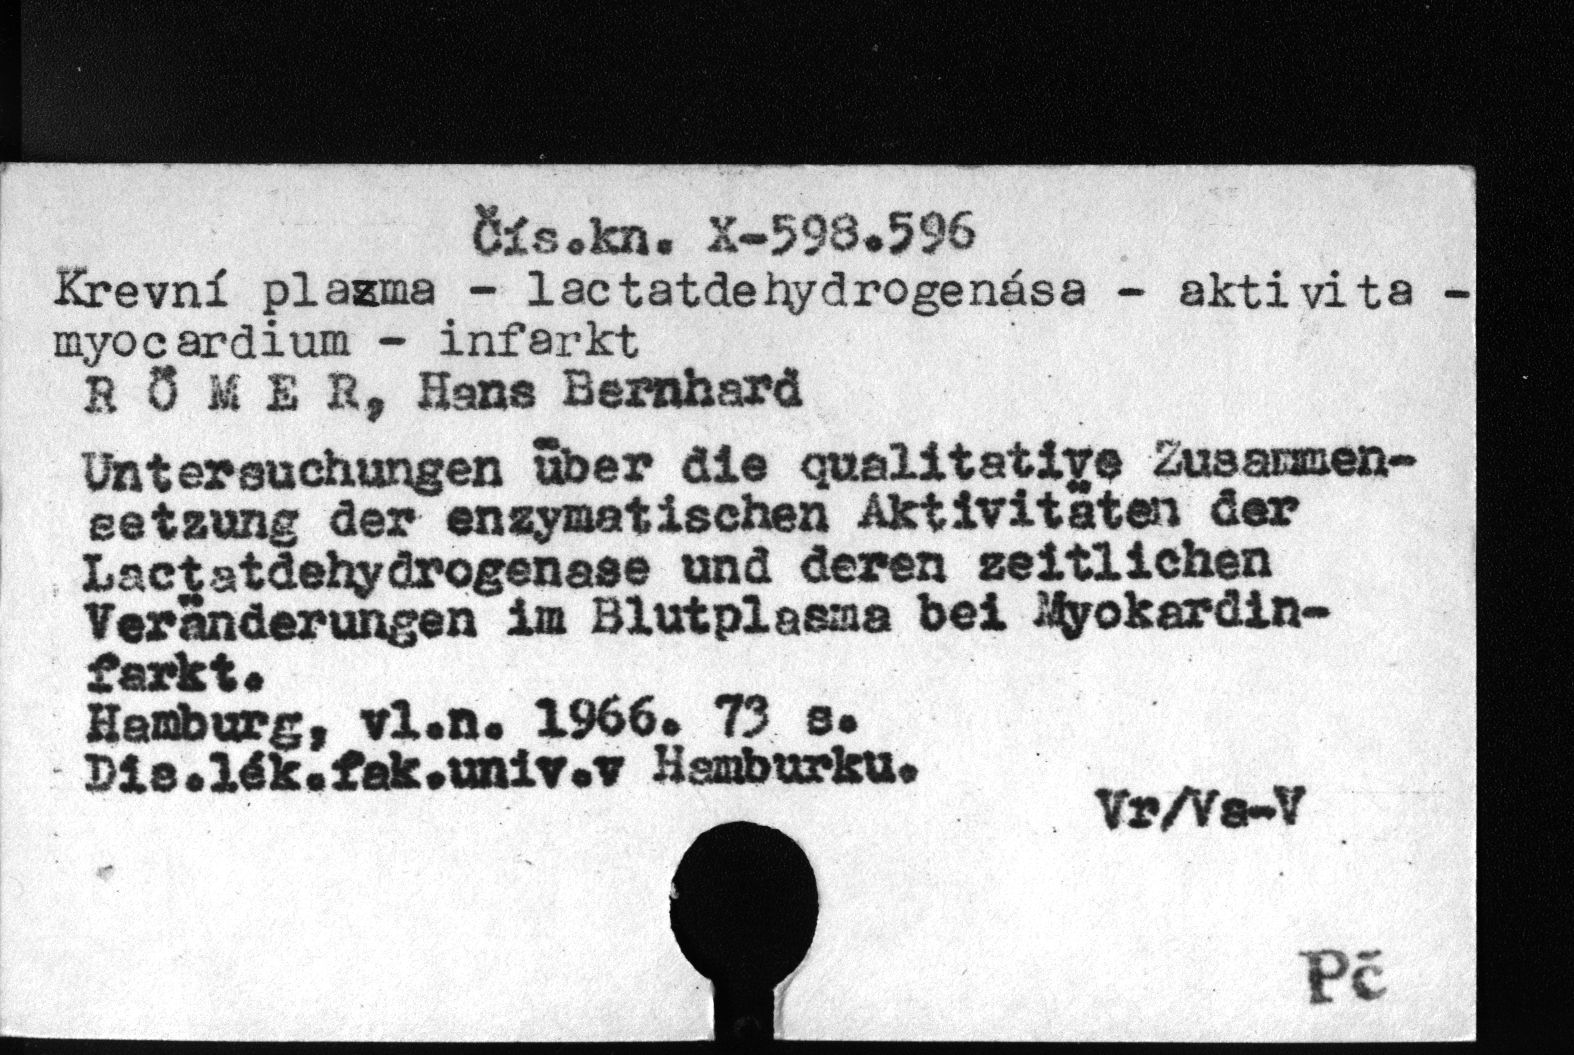 Čís.kn. X-598.596
Krevní plazma - lactatdehydrogenása - aktivita -
myocardium - infarkt
R Ö M E R, Hans Bernhard
Untersuchungen über die qualitative Zusammen-
setzung der enzymatischen Aktivitäten der
Lactatdehydrogenase und deren zeitlichen
Veränderungen im Blutplasma bei Myokardin-
farkt.
Hamburg, vl.n. 1966. 73 s.
Dis.lék.fak.univ.v Hamburku.
Vr/Va-V
Pč